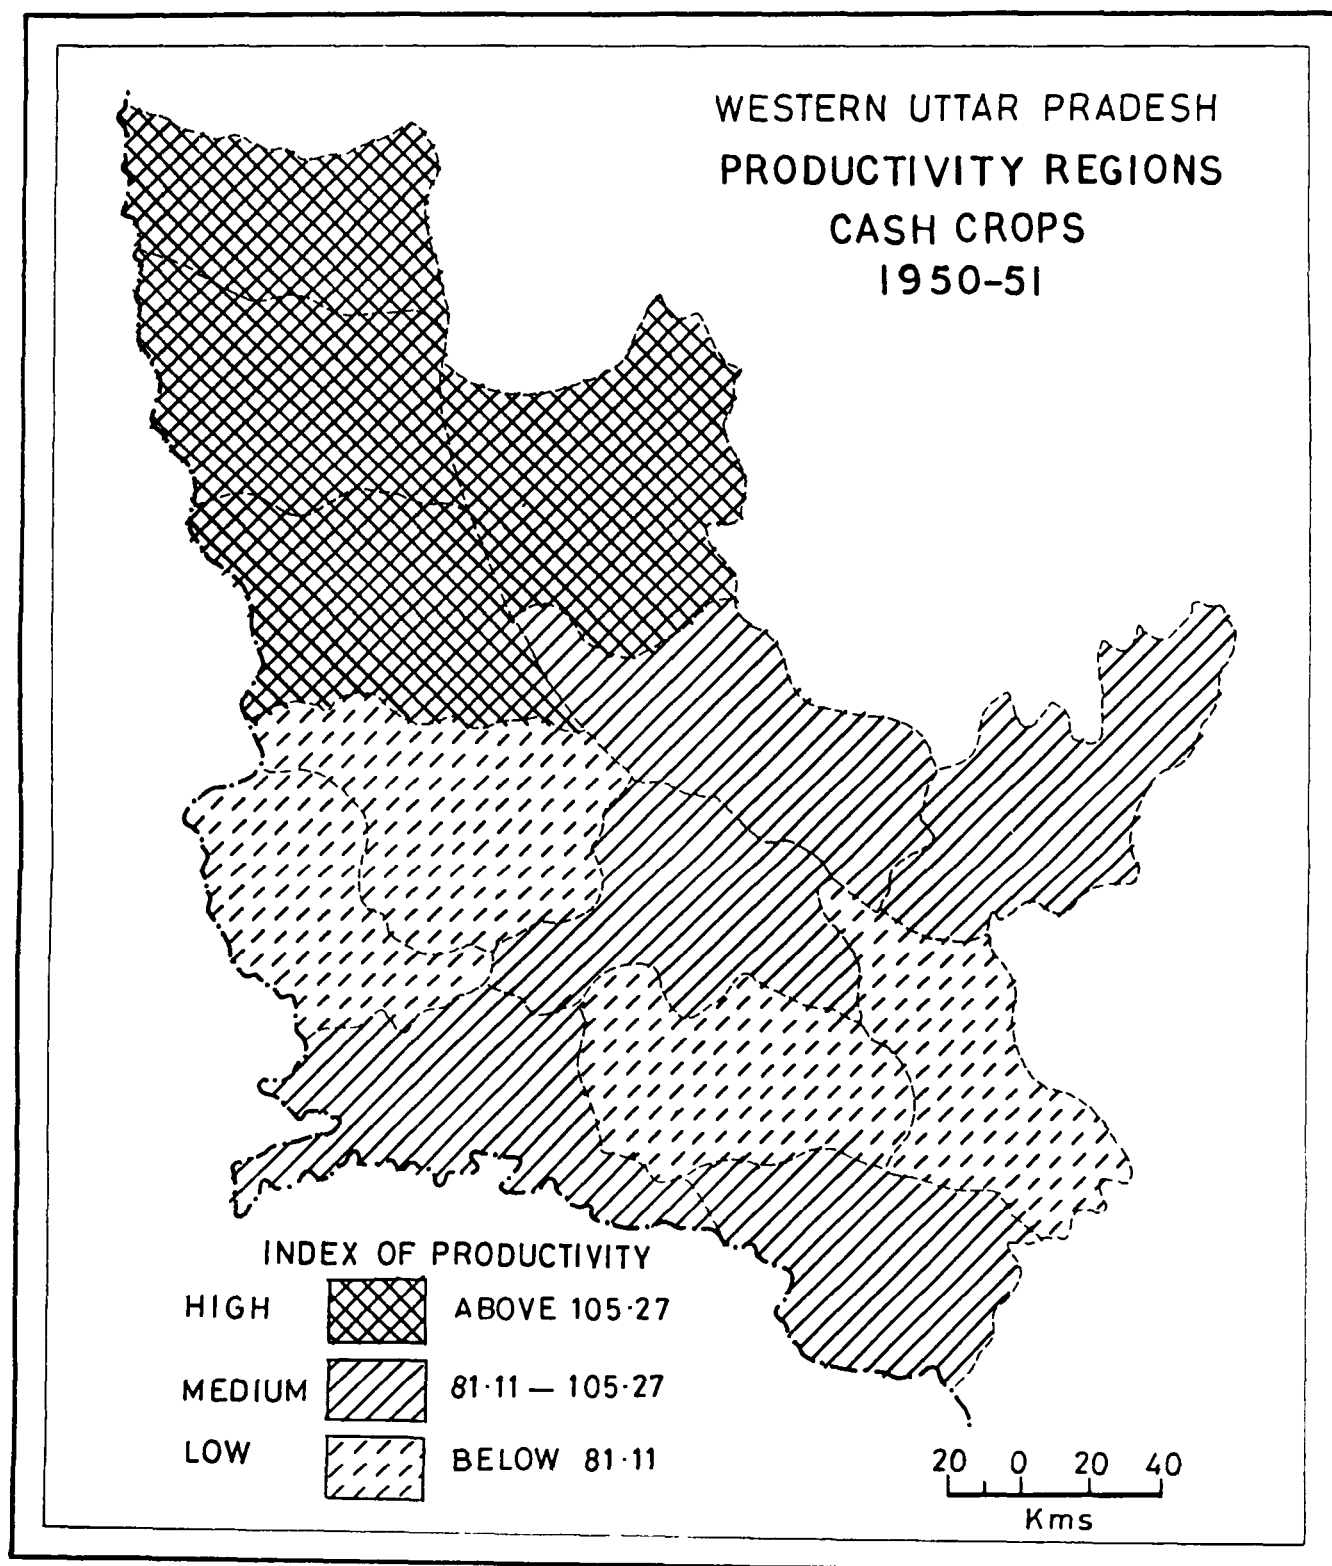 WESTERN UTTAR PRADESH
PRODUCTIVITY REGIONS
CASH CROPS
1950-51
INDEX OF PRODUCTIVITY
HIGH ABOVE 105·27
MEDIUM 81·11 — 105·27
LOW BELOW 81·11
20 0 20 40
Kms